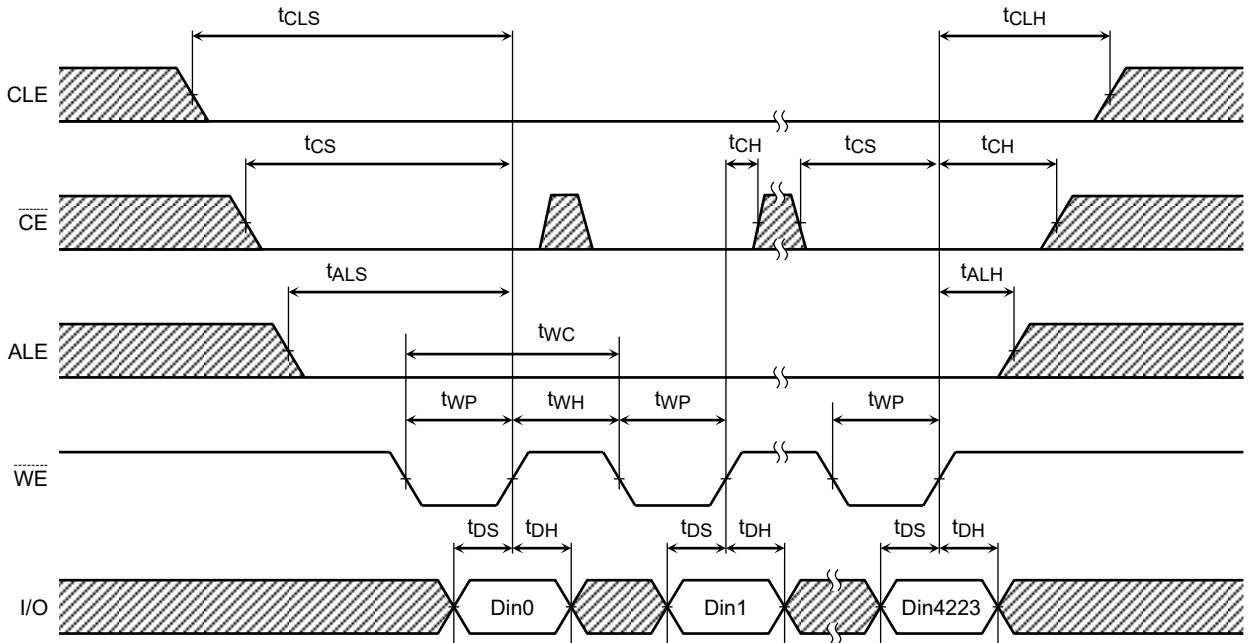 tCLS tCLH
CLE
tCS tCH tCS tCH
CE
tALS tALH
ALE
tWC
tWP tWH tWP tWP
WE
tDS tDH tDS tDH tDS tDH
I/O Din0 Din1 Din4223